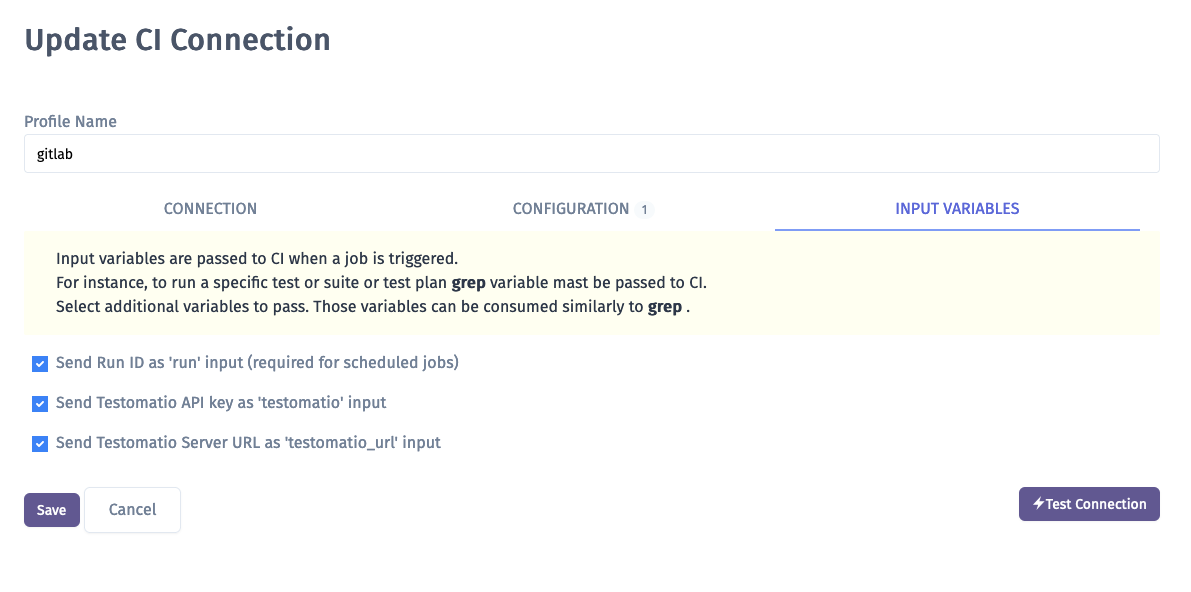 Update CI Connection
Profile Name
gitlab
CONNECTION
CONFIGURATION 1
INPUT VARIABLES
Input variables are passed to CI when a job is triggered.
For instance, to run a specific test or suite or test plan grep variable mast be passed to CI.
Select additional variables to pass. Those variables can be consumed similarly to grep .
Send Run ID as 'run' input (required for scheduled jobs)
Send Testomatio API key as 'testomatio' input
Send Testomatio Server URL as 'testomatio_url' input
Save
Cancel
Test Connection